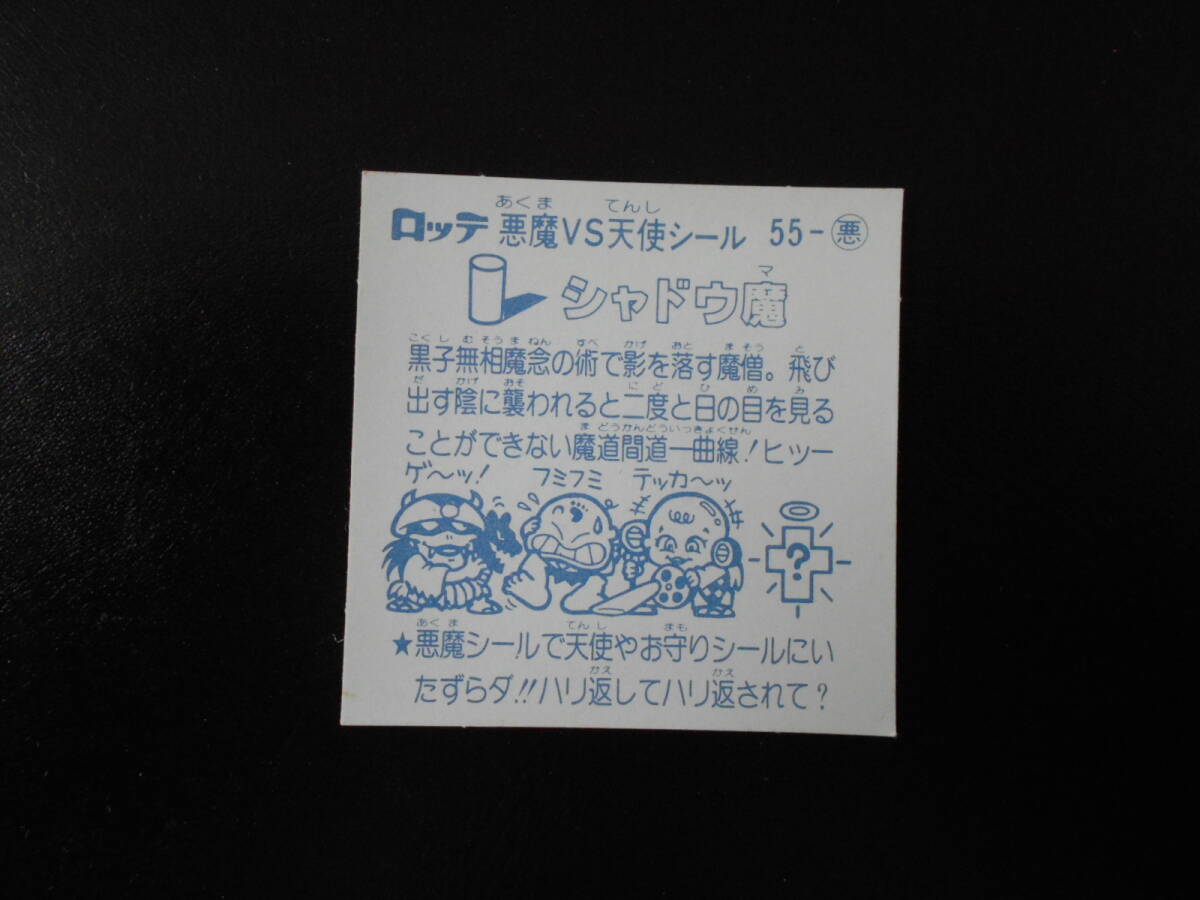 あくま てんし
ロッテ 悪魔VS天使シール 55-悪
マ
シャドウ魔
こくしむそうまねん すべ かげ おと まそう と
黒子無相魔念の術で影を落す魔僧。飛び
だ かげ おそ にど ひ め み
出す陰に襲われると二度と日の目を見る
まどうかんどういっきょくせん
ことができない魔道間道一曲線!ヒツー
ゲ〜ッ! フミフミ テッカ〜ッ
?
あくま てんし まも
★悪魔シールで天使やお守りシールにい
かえ かえ
たずらダ!!ハリ返してハリ返されて?